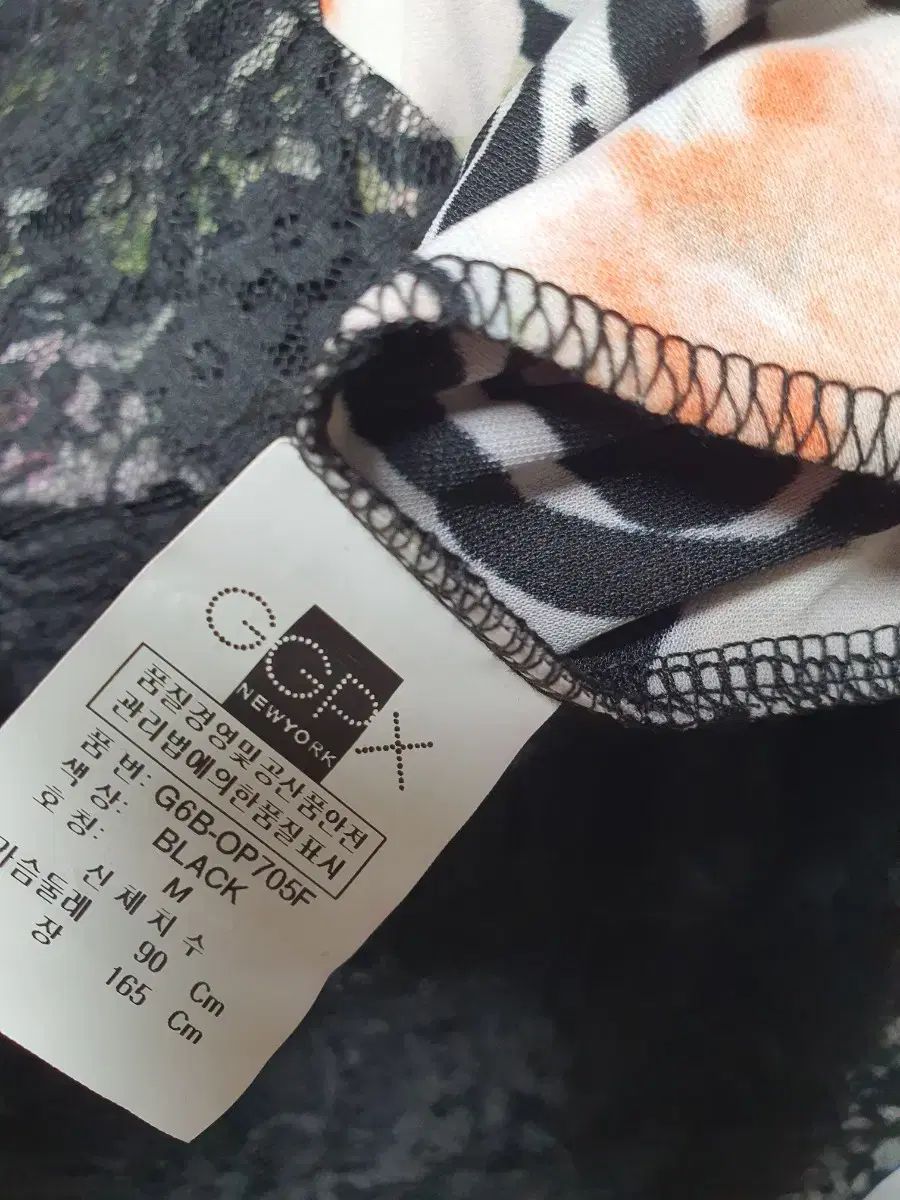 GGPX
NEWYORK
품질경영및공산품안전
관리법에의한품질표시
품 번: G6B-OP705F
색 상: BLACK
호 칭: M
신 체 치 수
가슴둘레 90 Cm
장 165 Cm